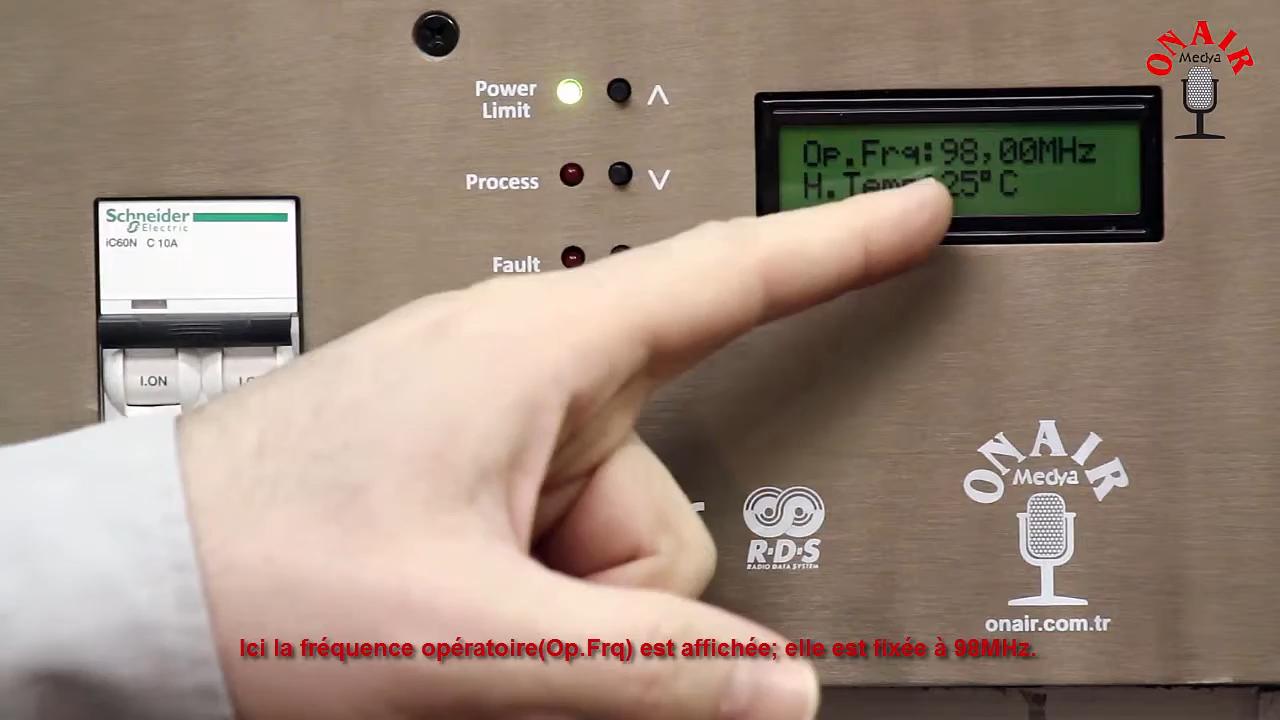 ONAIR
Medya
Power
Limit
Op.Frq:98,00MHz
Process
H.Temp 25°C
Schneider
Electric
iC60N C 10A
Fault
I.ON
ONAIR
Medya
R·D·S
RADIO DATA SYSTEM
onair.com.tr
Ici la fréquence opératoire(Op.Frq) est affichée; elle est fixée à 98MHz.